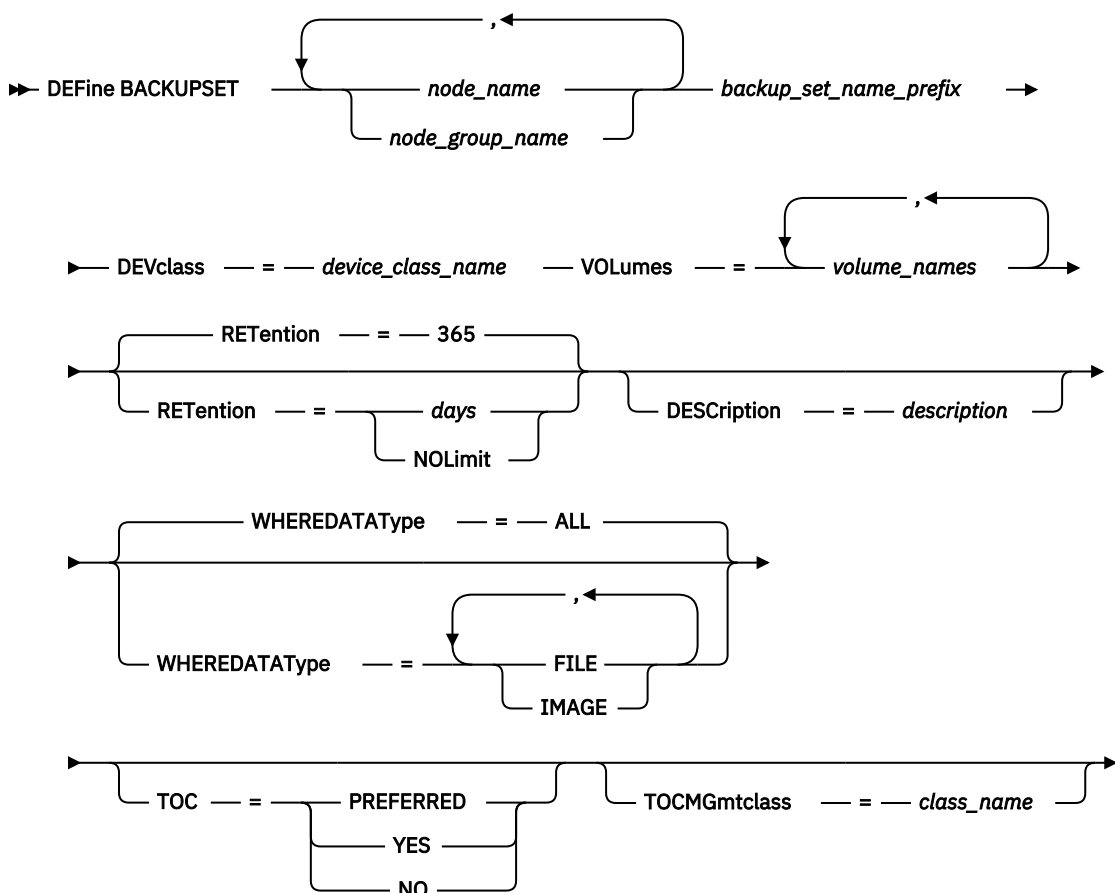 ,
DEFine BACKUPSET node_name backup_set_name_prefix
node_group_name
,
DEVclass = device_class_name VOLumes = volume_names
RETention = 365
RETention = days DESCription = description
NOLimit
WHEREDATAType = ALL
,
WHEREDATAType = FILE
IMAGE
TOC = PREFERRED TOCMGmtclass = class_name
YES
NO